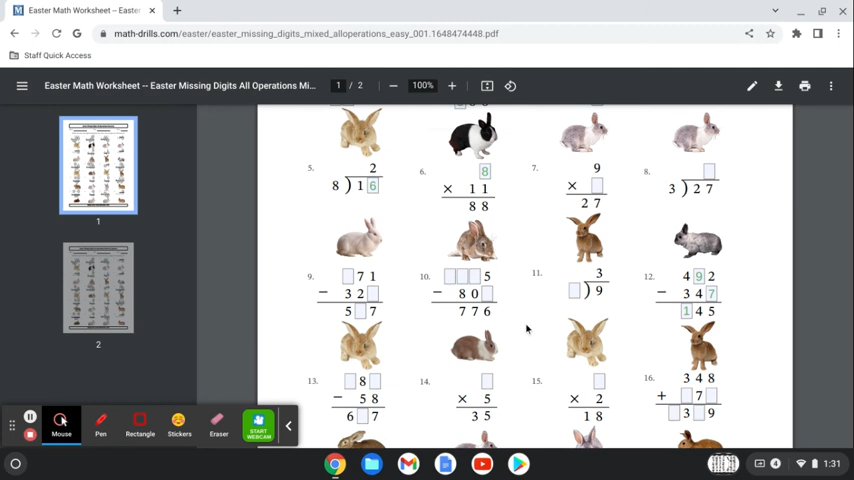 Easter Math Worksheet -- Easter
math-drills.com/easter/easter_missing_digits_mixed_alloperations_easy_001.1648474448.pdf
Staff Quick Access
Easter Math Worksheet -- Easter Missing Digits All Operations Mi...
1 / 2
100%
1
2
5.
2
8 ) 1 6
6.
8
× 1 1
8 8
7.
9
×
2 7
8.
3 ) 2 7
9.
7 1
− 3 2
5 7
10.
5
− 8 0
7 7 6
11.
3
) 9
12.
4 9 2
− 3 4 7
1 4 5
13.
8
− 5 8
6 7
14.
× 5
3 5
15.
× 2
1 8
16.
3 4 8
+ 7
3 9
Mouse
Pen
Rectangle
Stickers
Eraser
START
WEBCAM
4
1:31